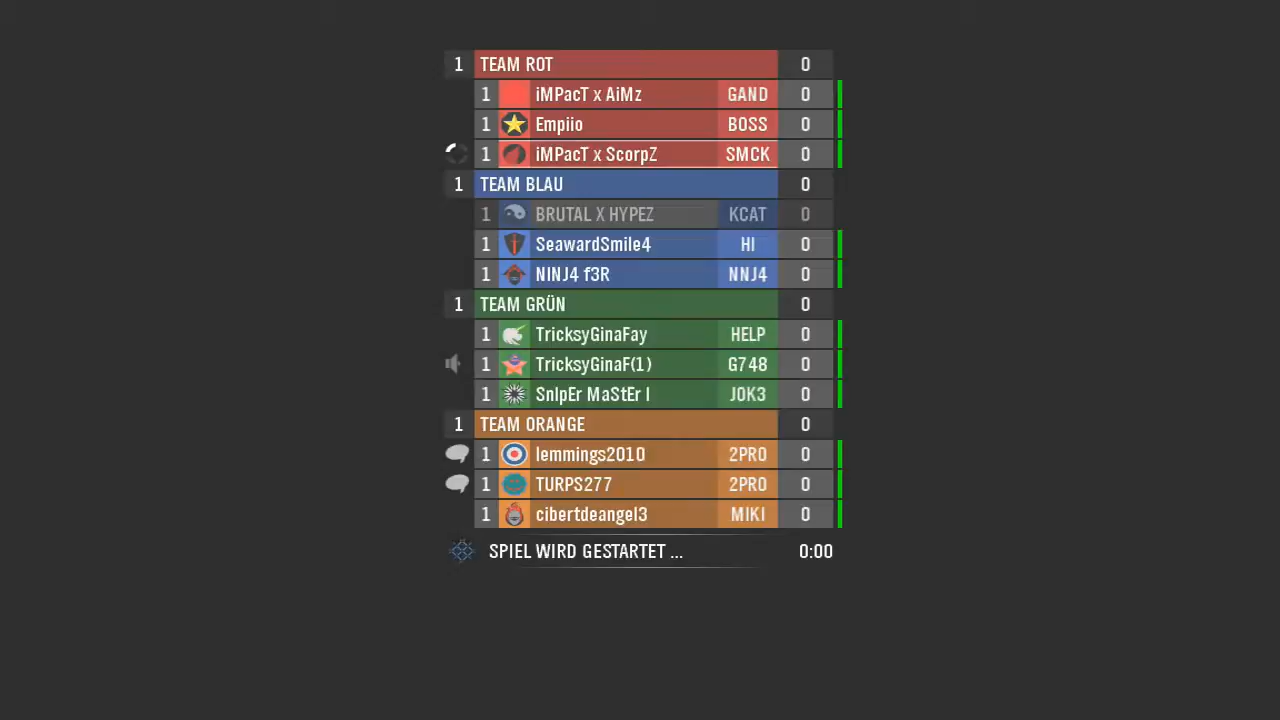 1 TEAM ROT 0
1 iMPacT x AiMz GAND 0
1 Empiio BOSS 0
1 iMPacT x ScorpZ SMCK 0
1 TEAM BLAU 0
1 BRUTAL X HYPEZ KCAT 0
1 SeawardSmile4 HI 0
1 NINJ4 f3R NNJ4 0
1 TEAM GRÜN 0
1 TricksyGinaFay HELP 0
1 TricksyGinaF(1) G748 0
1 SnIpEr MaStEr I JOK3 0
1 TEAM ORANGE 0
1 lemmings2010 2PRO 0
1 TURPS277 2PRO 0
1 cibertdeangel3 MIKI 0
SPIEL WIRD GESTARTET ... 0:00